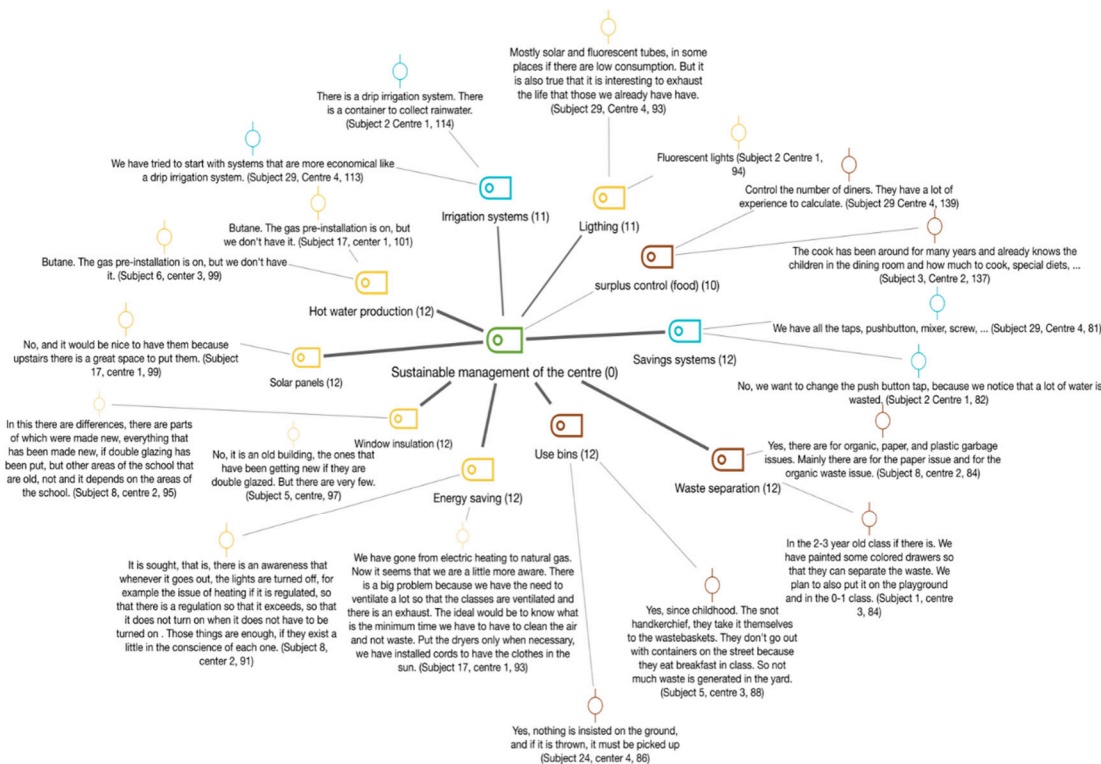 Mostly solar and fluorescent tubes, in some
places if there are low consumption. But it
is also true that it is interesting to exhaust
the life that those we already have have.
(Subject 29, Centre 4, 93)
There is a drip irrigation system. There
is a container to collect rainwater.
(Subject 2 Centre 1, 114)
We have tried to start with systems that are more economical like
a drip irrigation system. (Subject 29, Centre 4, 113)
Fluorescent lights (Subject 2 Centre 1,
94)
Control the number of diners. They have a lot of
experience to calculate. (Subject 29 Centre 4, 139)
Irrigation systems (11)
Ligthing (11)
Butane. The gas pre-installation is on, but
we don't have it. (Subject 17, center 1, 101)
Butane. The gas pre-installation is on, but we don't have
it. (Subject 6, center 3, 99)
The cook has been around for many years and already knows the
children in the dining room and how much to cook, special diets, ...
(Subject 3, Centre 2, 137)
surplus control (food) (10)
Hot water production (12)
We have all the taps, pushbutton, mixer, screw, ... (Subject 29, Centre 4, 81)
Savings systems (12)
No, and it would be nice to have them because
upstairs there is a great space to put them. (Subject
17, centre 1, 99)
Solar panels (12)
Sustainable management of the centre (0)
No, we want to change the push button tap, because we notice that a lot of water is
wasted. (Subject 2 Centre 1, 82)
In this there are differences, there are parts
of which were made new, everything that
has been made new, if double glazing has
been put, but other areas of the school that
are old, not and it depends on the areas of
the school. (Subject 8, centre 2, 95)
Window insulation (12)
No, it is an old building, the ones that
have been getting new if they are
double glazed. But there are very few.
(Subject 5, centre, 97)
Use bins (12)
Yes, there are for organic, paper, and plastic garbage
issues. Mainly there are for the paper issue and for the
organic waste issue. (Subject 8, centre 2, 84)
Waste separation (12)
Energy saving (12)
It is sought, that is, there is an awareness that
whenever it goes out, the lights are turned off, for
example the issue of heating if it is regulated, so
that there is a regulation so that it exceeds, so that
it does not turn on when it does not have to be
turned on . Those things are enough, if they exist a
little in the conscience of each one. (Subject 8,
center 2, 91)
We have gone from electric heating to natural gas.
Now it seems that we are a little more aware. There
is a big problem because we have the need to
ventilate a lot so that the classes are ventilated and
there is an exhaust. The ideal would be to know what
is the minimum time we have to have to clean the air
and not waste. Put the dryers only when necessary,
we have installed cords to have the clothes in the
sun. (Subject 17, centre 1, 93)
In the 2-3 year old class if there is. We
have painted some colored drawers so
that they can separate the waste. We
plan to also put it on the playground
and in the 0-1 class. (Subject 1, centre
3, 84)
Yes, since childhood. The snot
handkerchief, they take it themselves
to the wastebaskets. They don't go out
with containers on the street because
they eat breakfast in class. So not
much waste is generated in the yard.
(Subject 5, centre 3, 88)
Yes, nothing is insisted on the ground,
and if it is thrown, it must be picked up
(Subject 24, center 4, 86)